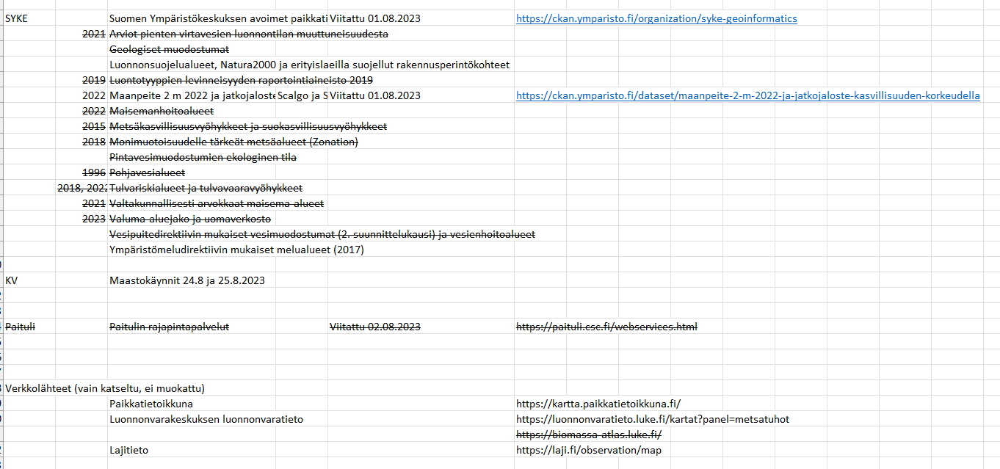 SYKE Suomen Ympäristökeskuksen avoimet paikkati Viitattu 01.08.2023 https://ckan.ymparisto.fi/organization/syke-geoinformatics
2021 Arviot pienten virtavesien luonnontilan muuttuneisuudesta
Geologiset muodostumat
Luonnonsuojelualueet, Natura2000 ja erityislaeilla suojellut rakennusperintökohteet
2019 Luontotyyppien levinneisyyden raportointiaineisto 2019
2022 Maanpeite 2 m 2022 ja jatkojaloste Scalgo ja S Viitattu 01.08.2023 https://ckan.ymparisto.fi/dataset/maanpeite-2-m-2022-ja-jatkojaloste-kasvillisuuden-korkeudella
2022 Maisemanhoitoalueet
2015 Metsäkasvillisuusvyöhykkeet ja suokasvillisuusvyöhykkeet
2018 Monimuotoisuudelle tärkeät metsäalueet (Zonation)
Pintavesimuodostumien ekologinen tila
1996 Pohjavesialueet
2018, 2022 Tulvariskialueet ja tulvavaaravyöhykkeet
2021 Valtakunnallisesti arvokkaat maisema-alueet
2023 Valuma-aluejako ja uomaverkosto
Vesipuitedirektiivin mukaiset vesimuodostumat (2. suunnittelukausi) ja vesienhoitoalueet
Ympäristömeludirektiivin mukaiset melualueet (2017)
KV Maastokäynnit 24.8 ja 25.8.2023
Paituli Paitulin rajapintapalvelut Viitattu 02.08.2023 https://paituli.csc.fi/webservices.html
Verkkolähteet (vain katseltu, ei muokattu)
Paikkatietoikkuna https://kartta.paikkatietoikkuna.fi/
Luonnonvarakeskuksen luonnonvaratieto https://luonnonvaratieto.luke.fi/kartat?panel=metsatuhot
https://biomassa-atlas.luke.fi/
Lajitieto https://laji.fi/observation/map